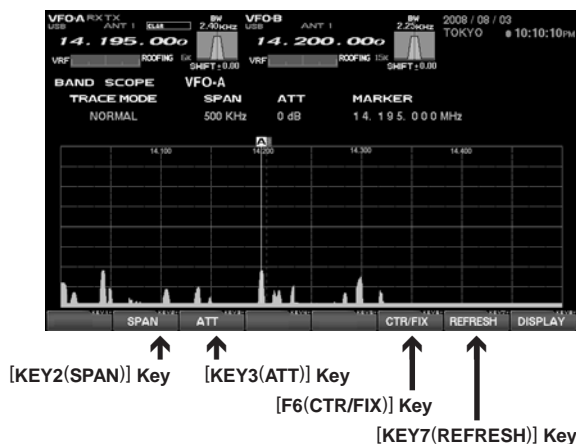 VFO-A RX TX
USB ANT 1 CLAR
BW
2.40KHz
14. 195. 00o
VRF ROOFING 15K
SHIFT ±0.00
VFO-B
USB ANT 1
BW
2.25KHz
14. 200. 00o
VRF ROOFING 15K
SHIFT ±0.00
2008 / 08 / 03
TOKYO 10:10:10PM
BAND SCOPE VFO-A
TRACE MODE SPAN ATT MARKER
NORMAL 500 KHz 0 dB 14. 195. 000 MHz
A
14.100 14.200 14.300 14.400
SPAN ATT CTR/FIX REFRESH DISPLAY
[KEY2(SPAN)] Key [KEY3(ATT)] Key
[F6(CTR/FIX)] Key
[KEY7(REFRESH)] Key